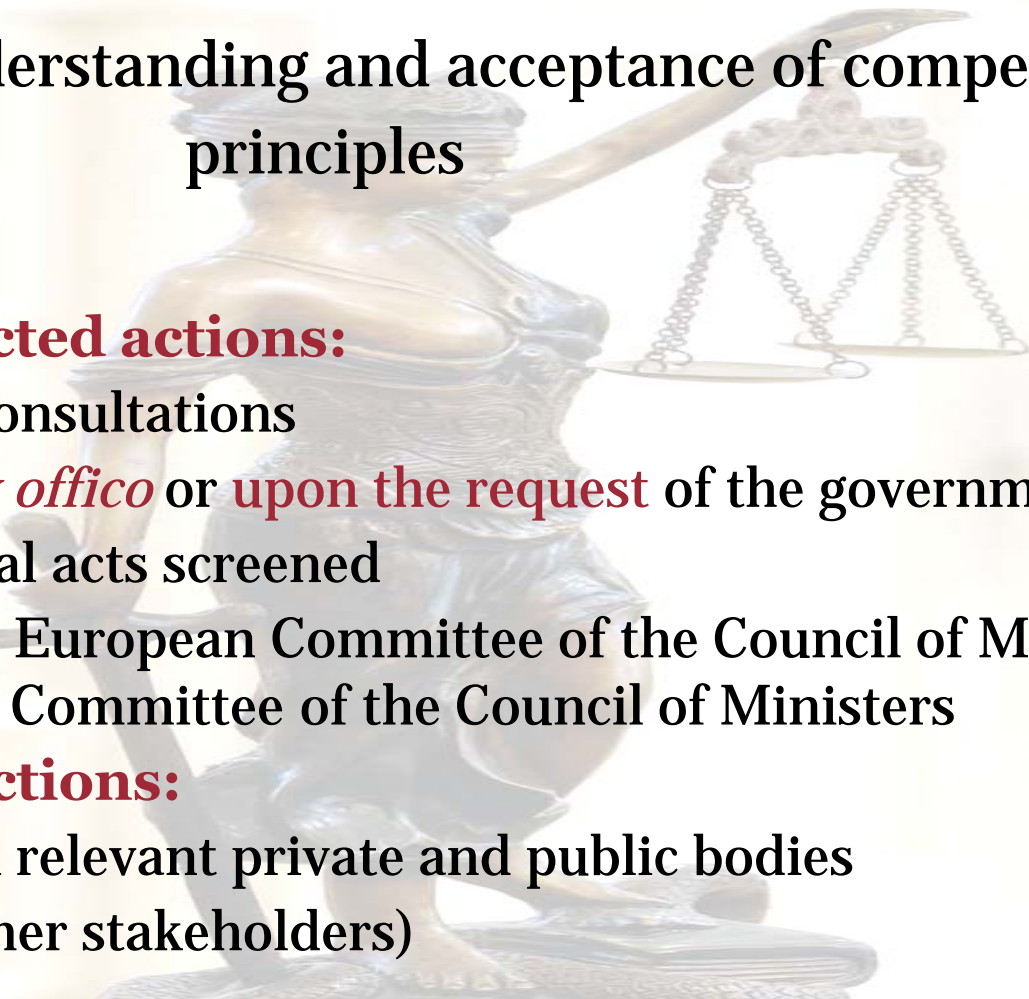 derstanding and acceptance of compe
principles
cted actions:
onsultations
offico or upon the request of the governm
al acts screened
European Committee of the Council of M
Committee of the Council of Ministers
ctions:
relevant private and public bodies
her stakeholders)